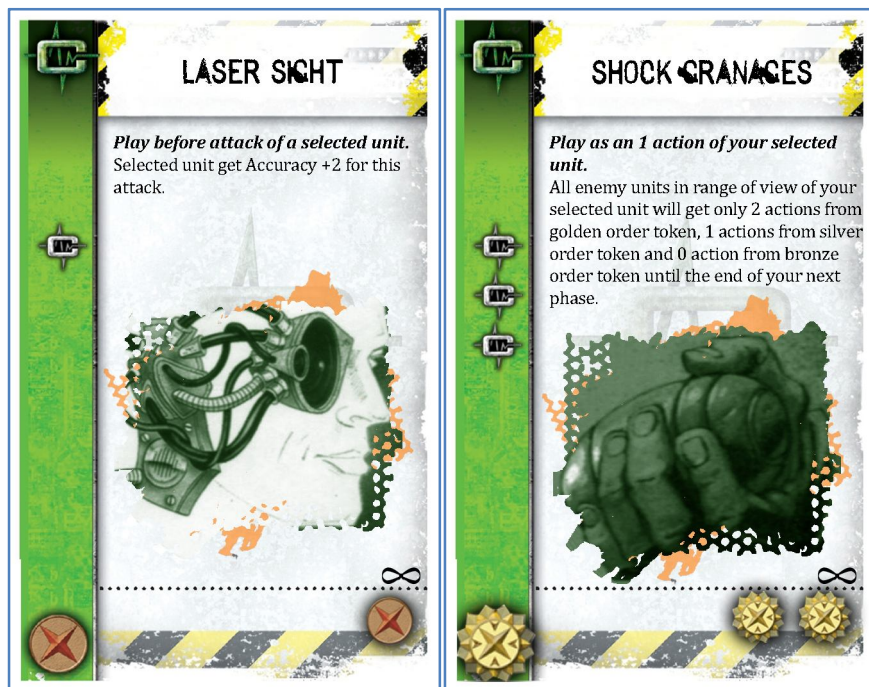 LASER SIGHT
Play before attack of a selected unit.
Selected unit get Accuracy +2 for this
attack.
SHOCK GRANAGES
Play as an 1 action of your selected
unit.
All enemy units in range of view of your
selected unit will get only 2 actions from
golden order token, 1 actions from silver
order token and 0 action from bronze
order token until the end of your next
phase.